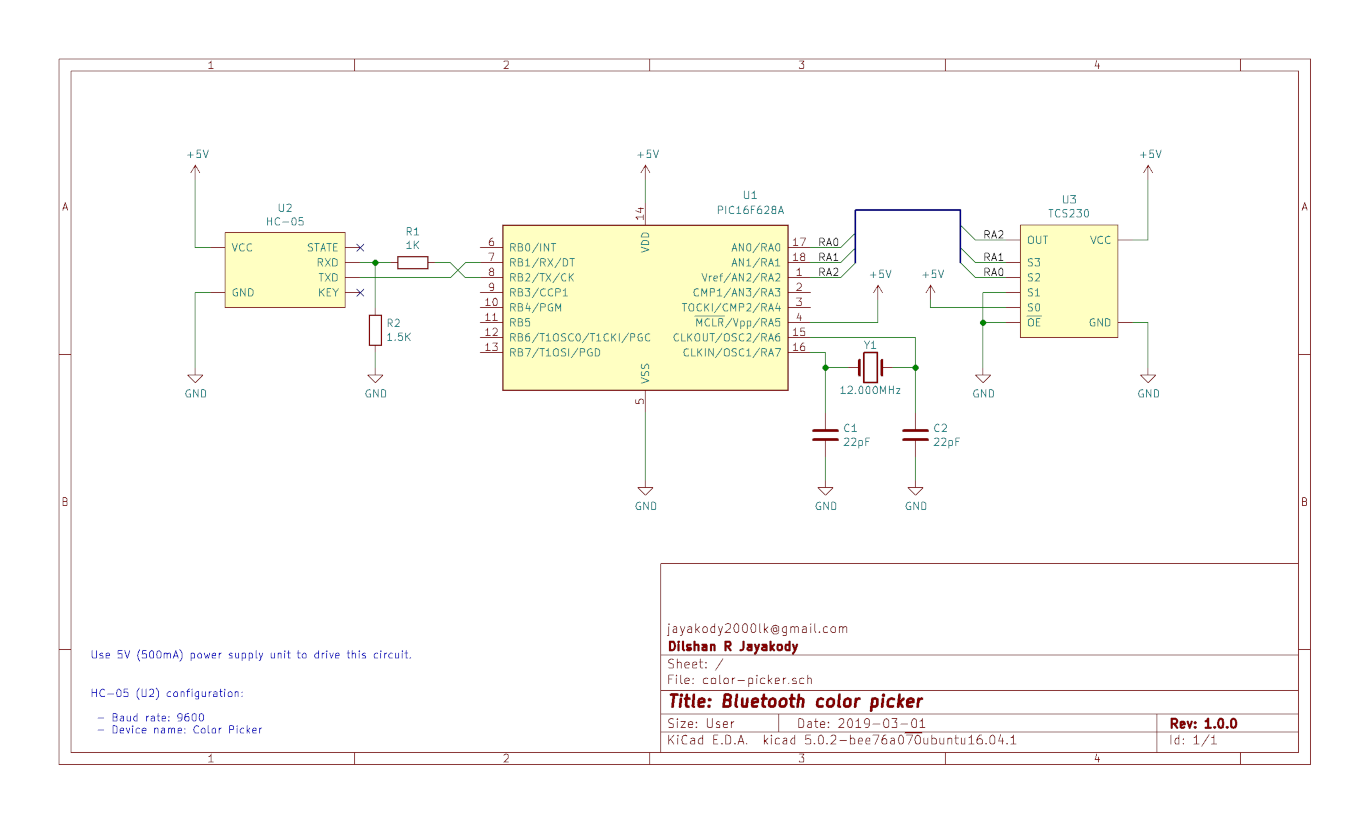 1 2 3 4
A A
B B
+5V
U2
HC-05
VCC
GND
STATE
RXD
TXD
KEY
GND
R1
1K
R2
1.5K
GND
+5V
U1
PIC16F628A
14
VDD
6 RB0/INT
7 RB1/RX/DT
8 RB2/TX/CK
9 RB3/CCP1
10 RB4/PGM
11 RB5
12 RB6/T1OSO/T1CKI/PGC
13 RB7/T1OSI/PGD
AN0/RA0 17 RA0
AN1/RA1 18 RA1
Vref/AN2/RA2 1 RA2
CMP1/AN3/RA3 2
TOCKI/CMP2/RA4 3
MCLR/Vpp/RA5 4
CLKOUT/OSC2/RA6 15
CLKIN/OSC1/RA7 16
VSS
5
GND
+5V
Y1
12.000MHz
C1
22pF
GND
C2
22pF
GND
+5V
U3
TCS230
RA2 OUT
RA1 S3
RA0 S2
S1
S0
OE
VCC
GND
GND
+5V
GND
Use 5V (500mA) power supply unit to drive this circuit.
HC-05 (U2) configuration:
- Baud rate: 9600
- Device name: Color Picker
jayakody2000lk@gmail.com
Dilshan R Jayakody
Sheet: /
File: color-picker.sch
Title: Bluetooth color picker
Size: User Date: 2019-03-01 Rev: 1.0.0
KiCad E.D.A. kicad 5.0.2-bee76a070ubuntu16.04.1 Id: 1/1
1 2 3 4